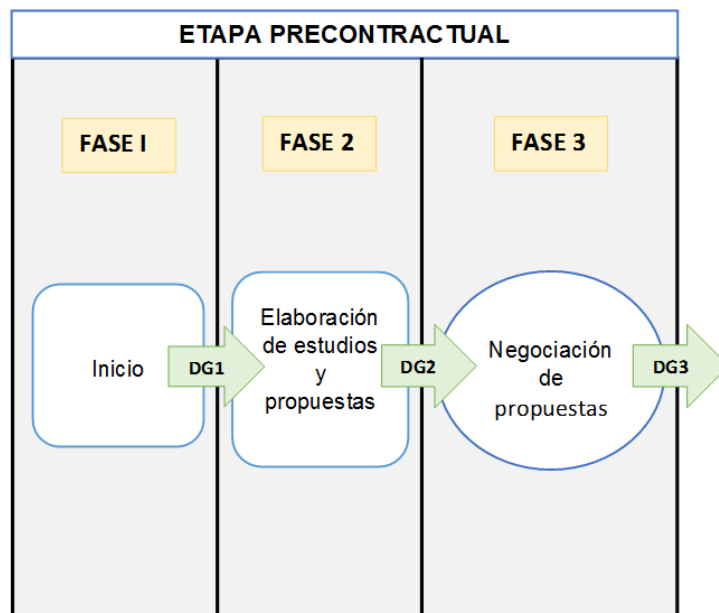 ETAPA PRECONTRACTUAL
FASE I
FASE 2
FASE 3
Inicio
DG1
Elaboración
de estudios
y
propuestas
DG2
Negociación
de
propuestas
DG3